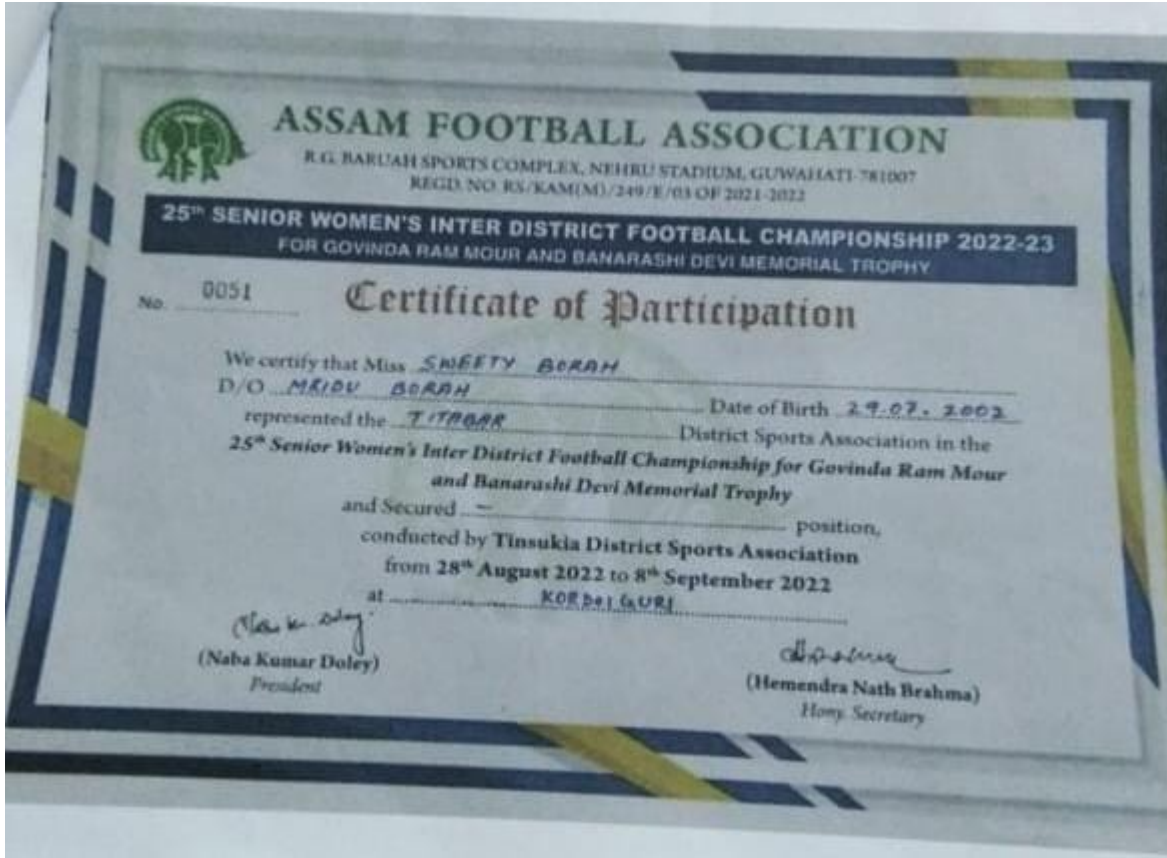 AFA
ASSAM FOOTBALL ASSOCIATION
R.G. BARUAH SPORTS COMPLEX, NEHRU STADIUM, GUWAHATI-781007
REGD. NO. RS/KAM(M)/249/E/03 OF 2021-2022
25th SENIOR WOMEN'S INTER DISTRICT FOOTBALL CHAMPIONSHIP 2022-23
FOR GOVINDA RAM MOUR AND BANARASHI DEVI MEMORIAL TROPHY
No. 0051
Certificate of Participation
We certify that Miss SWEETY BORAH
D/O MRIDU BORAH Date of Birth 29.07.2002
represented the TITABAR District Sports Association in the
25th Senior Women's Inter District Football Championship for Govinda Ram Mour
and Banarashi Devi Memorial Trophy
and Secured – position,
conducted by Tinsukia District Sports Association
from 28th August 2022 to 8th September 2022
at KORDOIGURI
(Naba Kumar Doley)
President
(Hemendra Nath Brahma)
Hony. Secretary